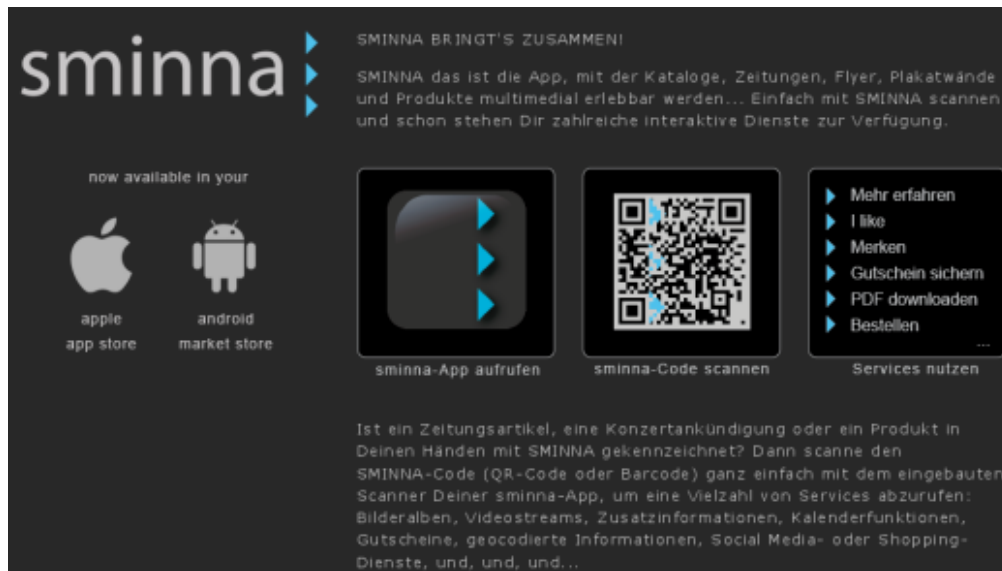 sminna
SMINNA BRINGT'S ZUSAMMEN!
SMINNA das ist die App, mit der Kataloge, Zeitungen, Flyer, Plakatwände
und Produkte multimedial erlebbar werden... Einfach mit SMINNA scannen
und schon stehen Dir zahlreiche interaktive Dienste zur Verfügung.
now available in your
apple
app store
android
market store
sminna-App aufrufen
sminna-Code scannen
Mehr erfahren
I like
Merken
Gutschein sichern
PDF downloaden
Bestellen
...
Services nutzen
Ist ein Zeitungsartikel, eine Konzertankündigung oder ein Produkt in
Deinen Händen mit SMINNA gekennzeichnet? Dann scanne den
SMINNA-Code (QR-Code oder Barcode) ganz einfach mit dem eingebauten
Scanner Deiner sminna-App, um eine Vielzahl von Services abzurufen:
Bilderalben, Videostreams, Zusatzinformationen, Kalenderfunktionen,
Gutscheine, geocodierte Informationen, Social Media- oder Shopping-
Dienste, und, und, und...